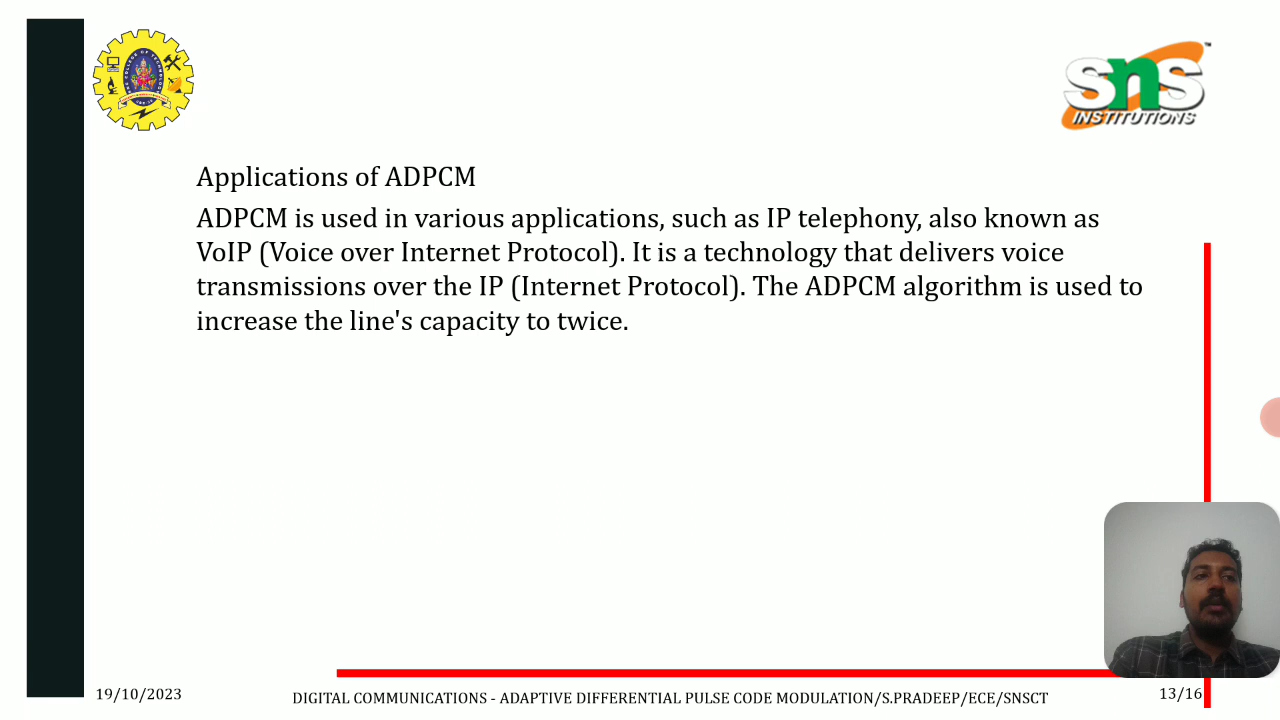 SNS
INSTITUTIONS
Applications of ADPCM
ADPCM is used in various applications, such as IP telephony, also known as
VoIP (Voice over Internet Protocol). It is a technology that delivers voice
transmissions over the IP (Internet Protocol). The ADPCM algorithm is used to
increase the line's capacity to twice.
19/10/2023
DIGITAL COMMUNICATIONS - ADAPTIVE DIFFERENTIAL PULSE CODE MODULATION/S.PRADEEP/ECE/SNSCT
13/16